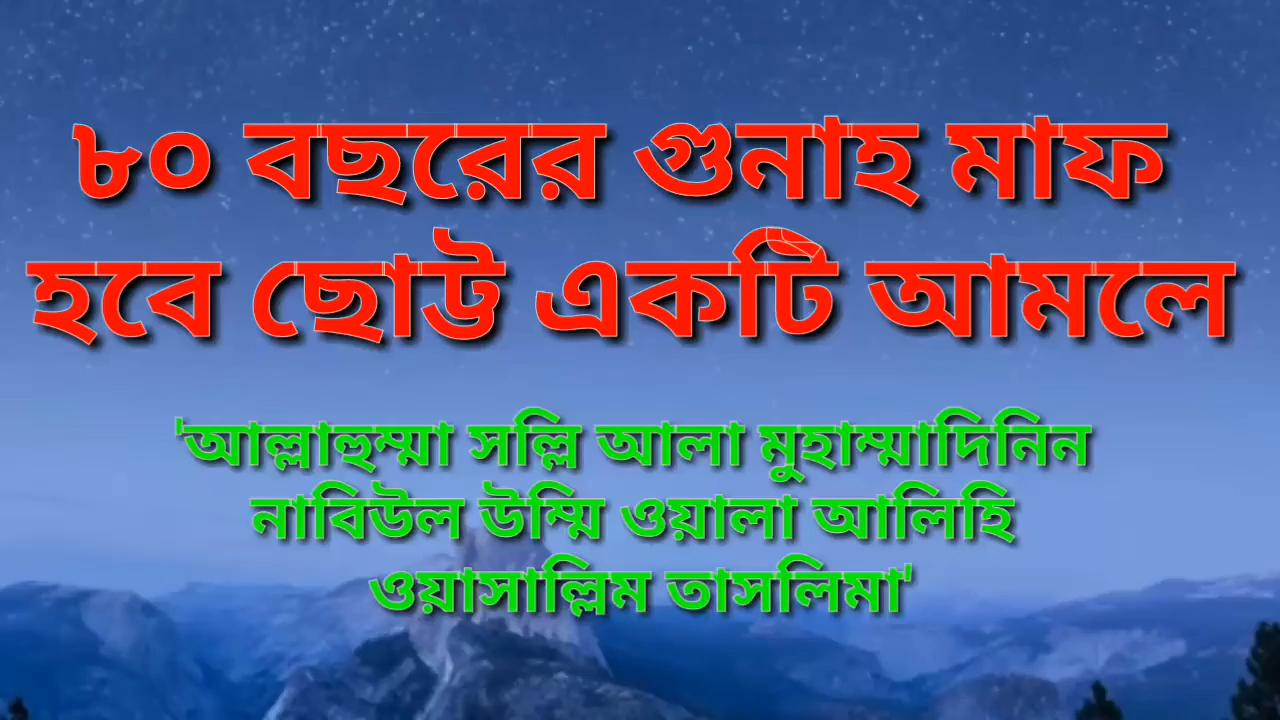 ৮০ বছরের গুনাহ মাফ
হবে ছোট্ট একটি আমলে
'আল্লাহুম্মা সল্লি আলা মুহাম্মাদিনিন
নাবিউল উম্মি ওয়ালা আলিহি
ওয়াসাল্লিম তাসলিমা'